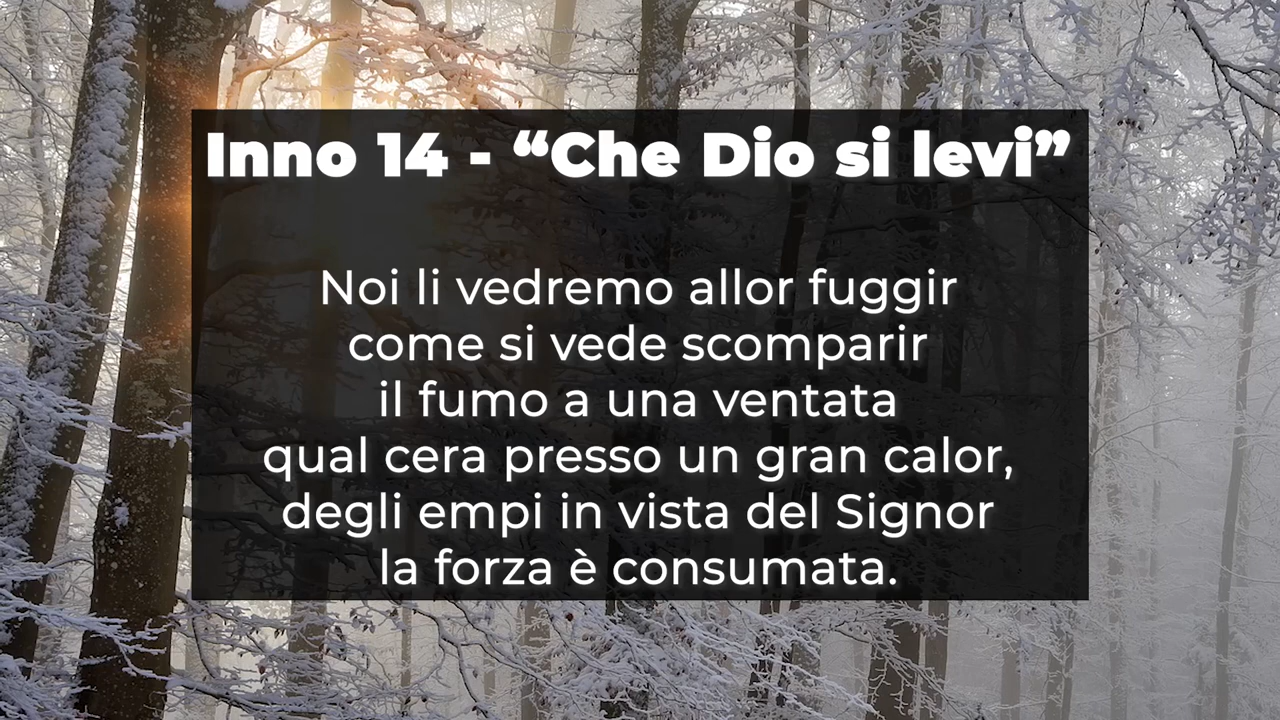 Inno 14 - “Che Dio si levi”
Noi li vedremo allor fuggir
come si vede scomparir
il fumo a una ventata
qual cera presso un gran calor,
degli empi in vista del Signor
la forza è consumata.